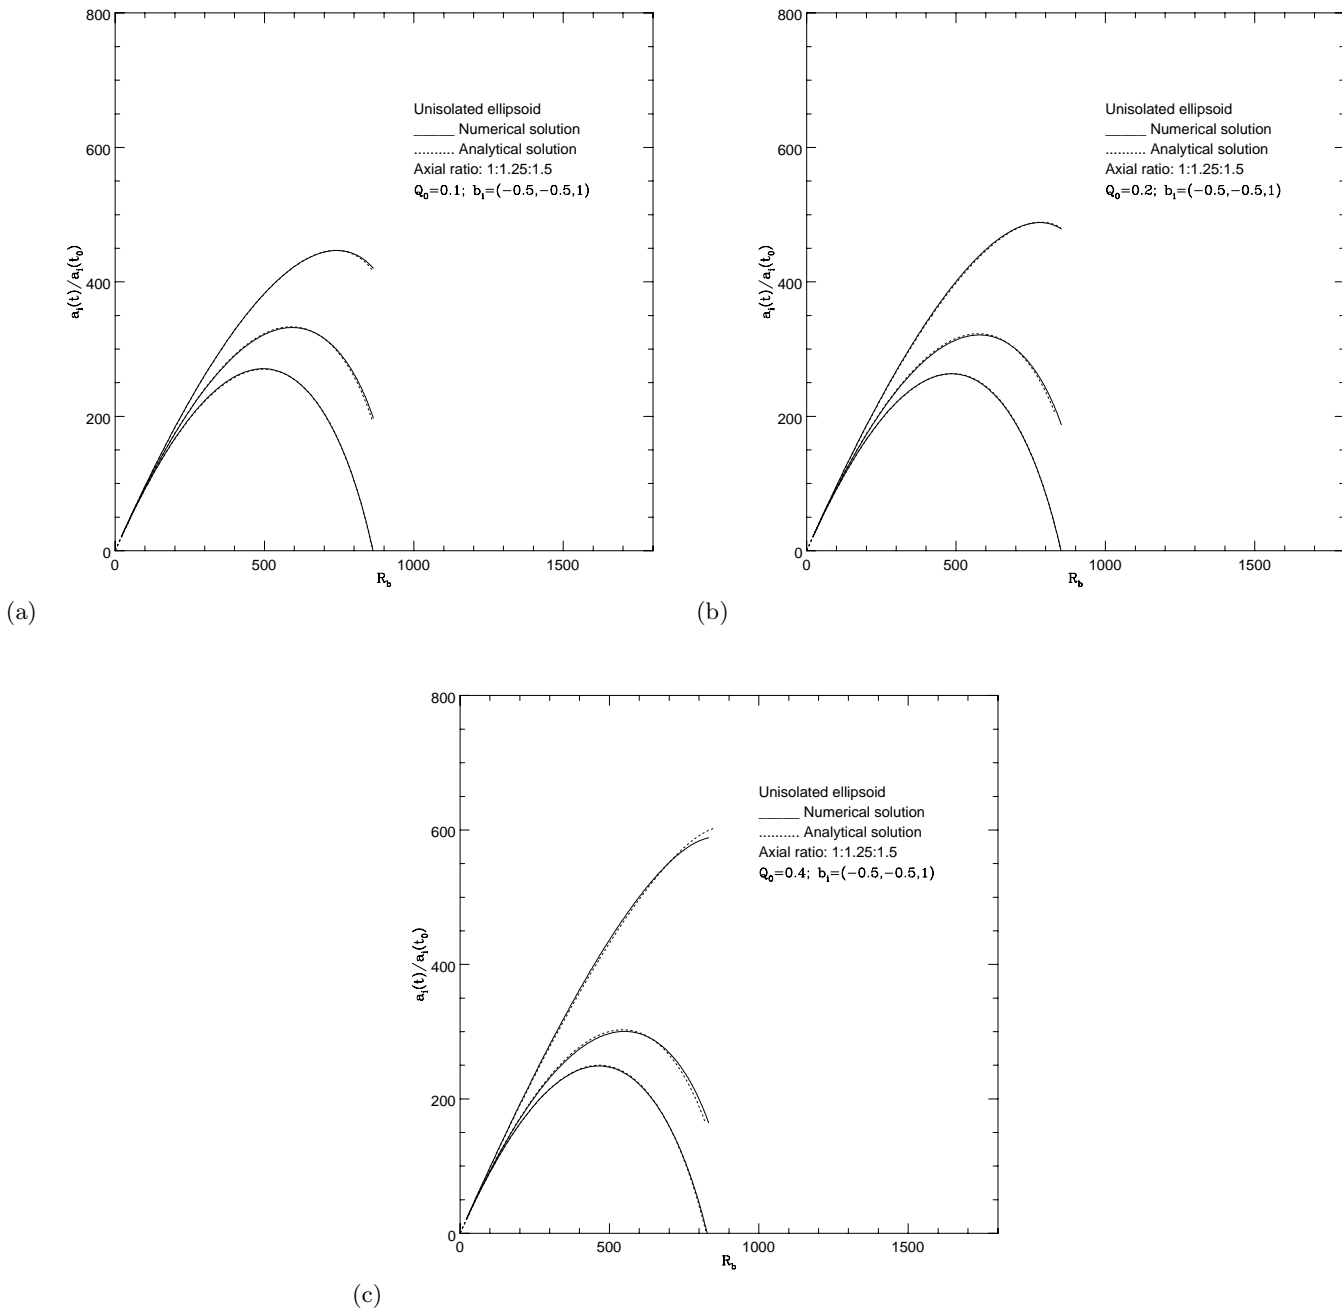 800
600
400
200
0
a_i(t)/a_i(t_0)
Unisolated ellipsoid
_____ Numerical solution
.......... Analytical solution
Axial ratio: 1:1.25:1.5
Q_0=0.1; b_i=(−0.5,−0.5,1)
0 500 1000 1500
R_b
(a)
800
600
400
200
0
a_i(t)/a_i(t_0)
Unisolated ellipsoid
_____ Numerical solution
.......... Analytical solution
Axial ratio: 1:1.25:1.5
Q_0=0.2; b_i=(−0.5,−0.5,1)
0 500 1000 1500
R_b
(b)
800
600
400
200
0
a_i(t)/a_i(t_0)
Unisolated ellipsoid
_____ Numerical solution
.......... Analytical solution
Axial ratio: 1:1.25:1.5
Q_0=0.4; b_i=(−0.5,−0.5,1)
0 500 1000 1500
R_b
(c)